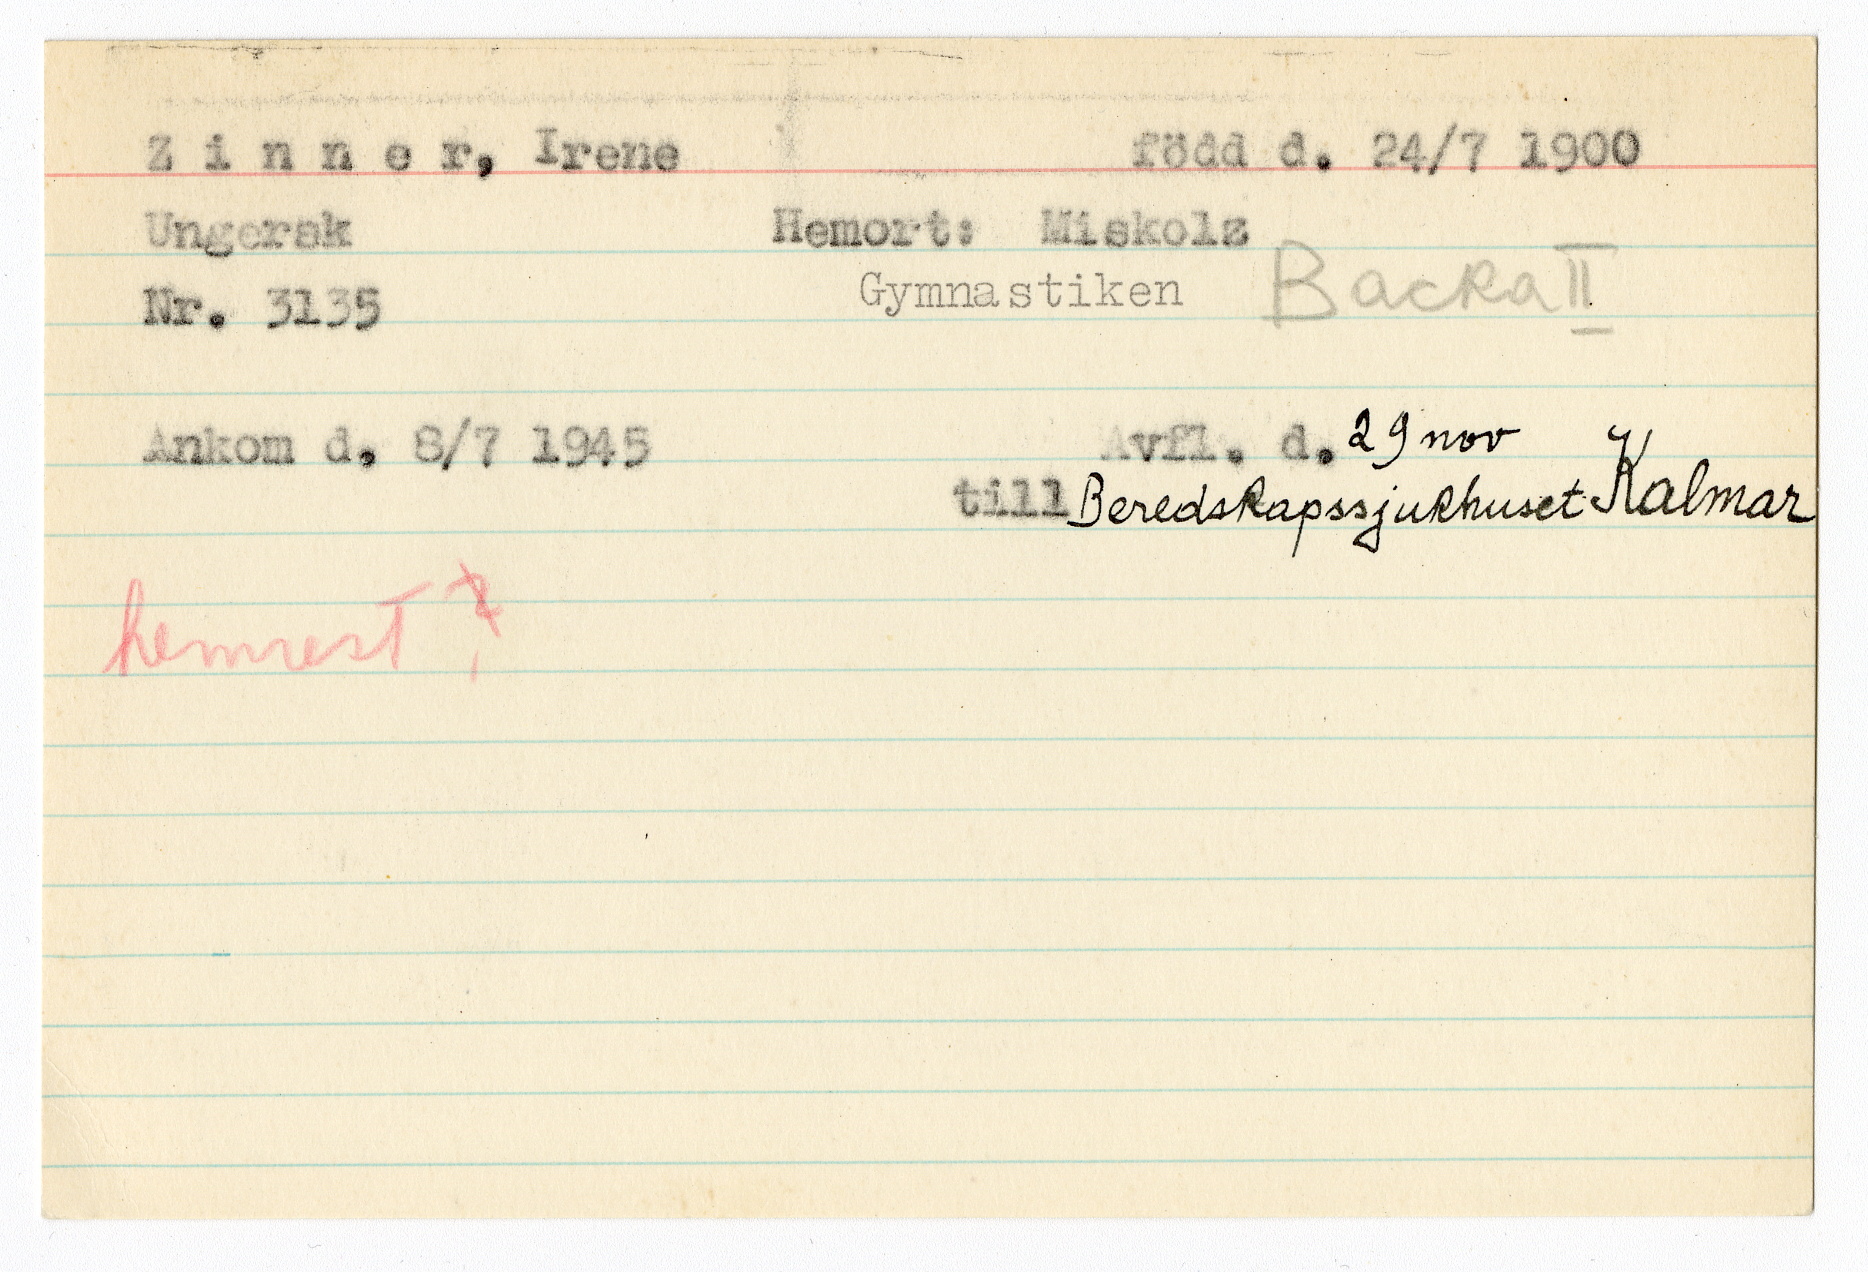 Z i n n e r, Irene född d. 24/7 1900
Ungersk Hemort: Miskolz
Nr. 3135 Gymnastiken Backa II
Ankom d. 8/7 1945 Avfl. d. 29 nov
till Beredskapssjukhuset Kalmar
hemrest ?